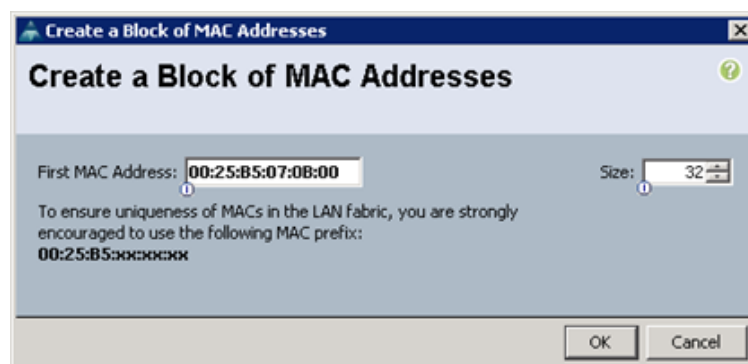 Create a Block of MAC Addresses
Create a Block of MAC Addresses
First MAC Address: 00:25:B5:07:0B:00
Size: 32
To ensure uniqueness of MACs in the LAN fabric, you are strongly
encouraged to use the following MAC prefix:
00:25:B5:xx:xx:xx
OK
Cancel